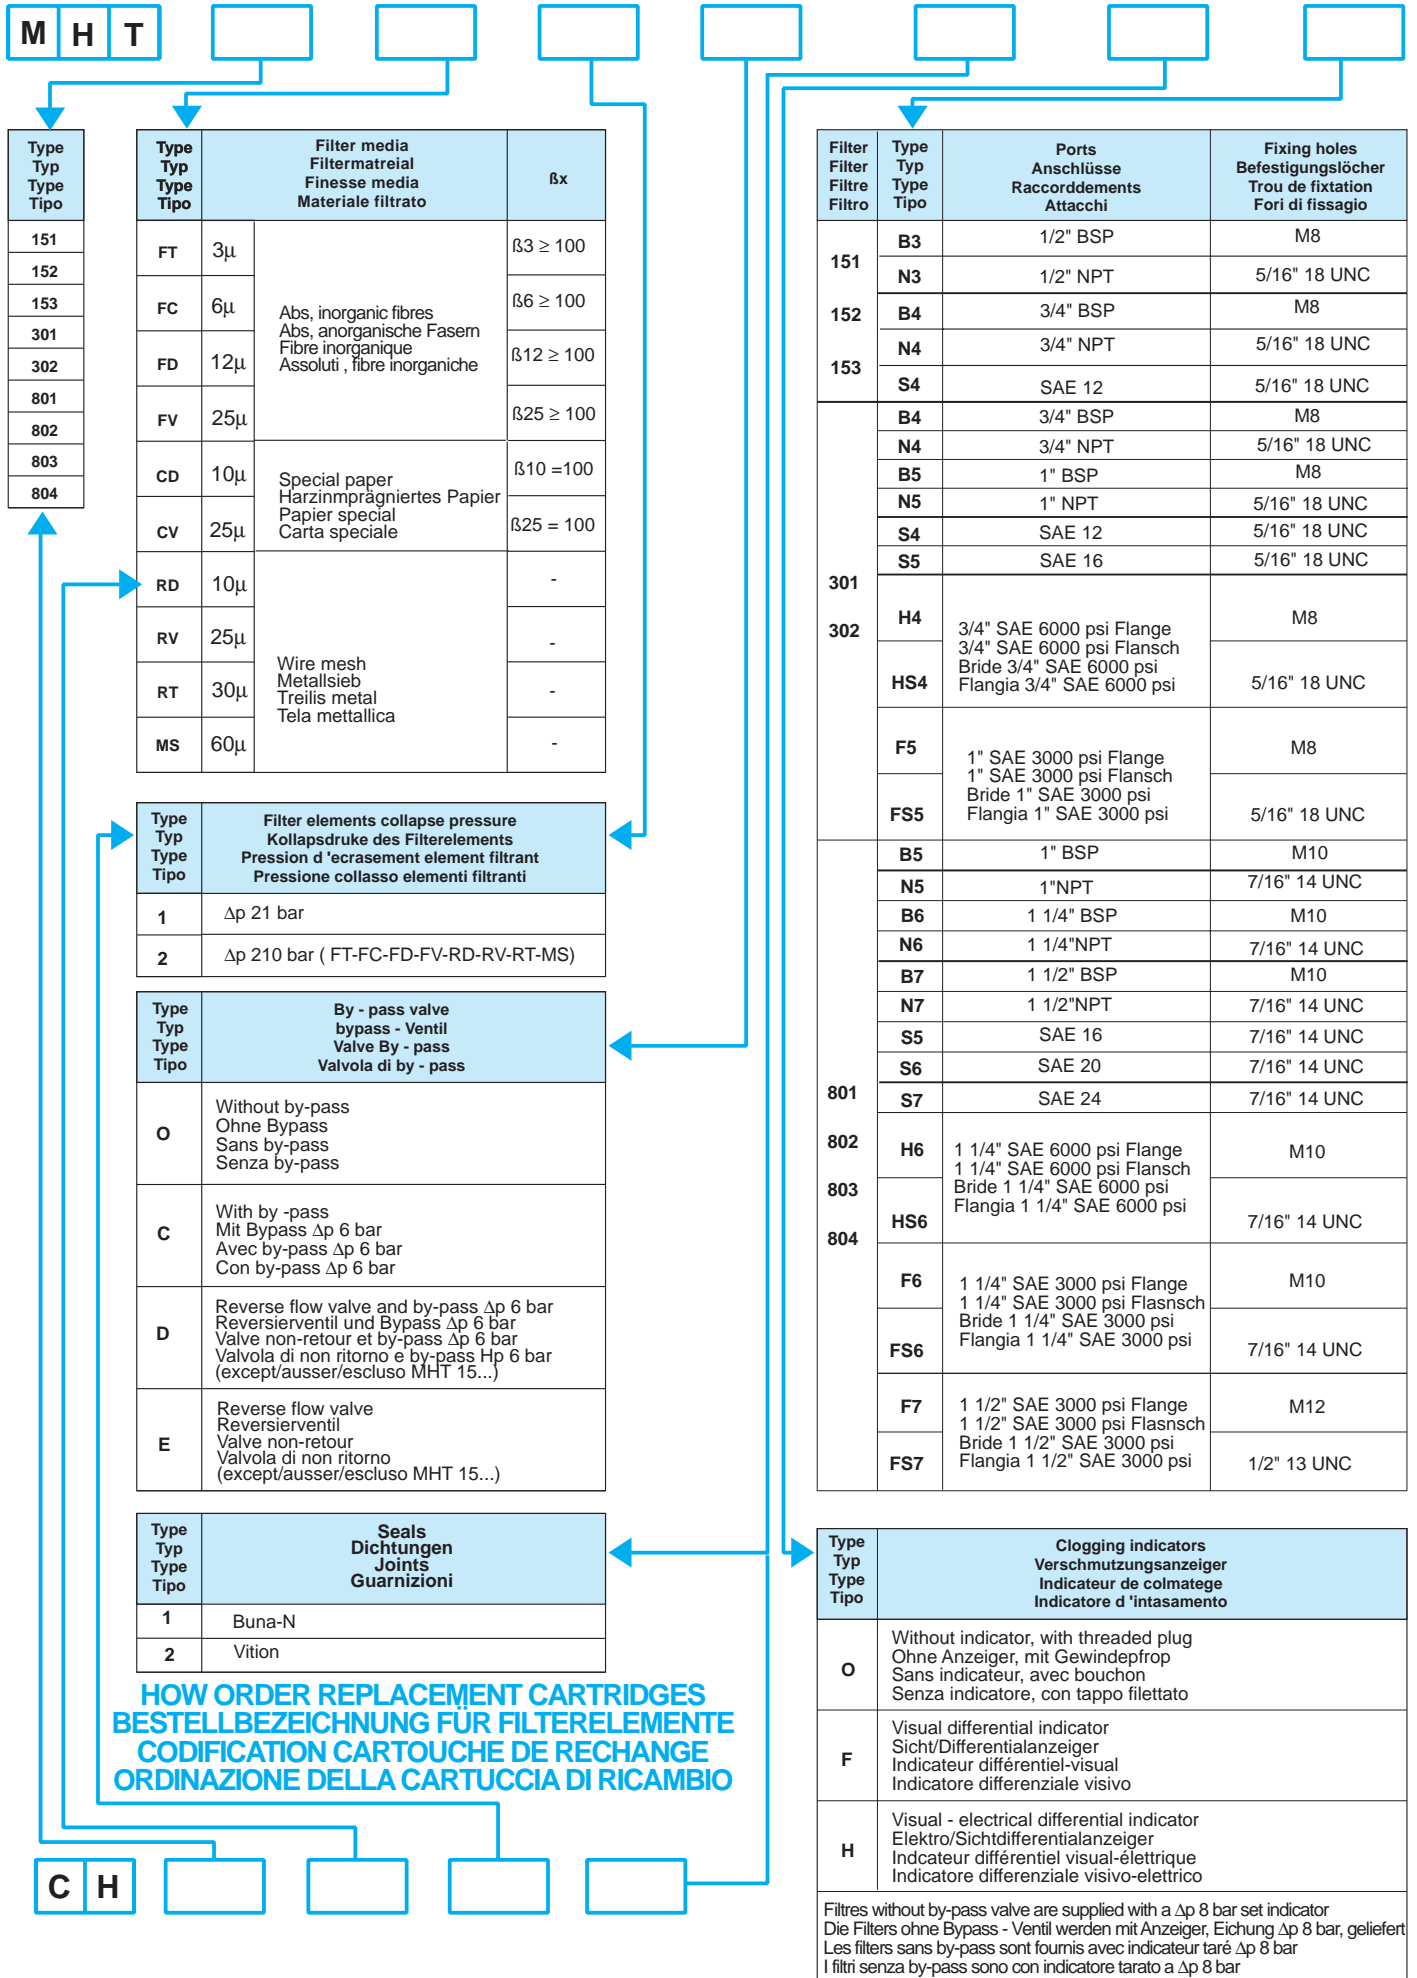 M H T
Type
Typ
Type
Tipo
151
152
153
301
302
801
802
803
804
Type
Typ
Type
Tipo
Filter media
Filtermatreial
Finesse media
Materiale filtrato
ßx
FT 3µ ß3 ≥ 100
FC 6µ ß6 ≥ 100
FD 12µ ß12 ≥ 100
FV 25µ ß25 ≥ 100
Abs, inorganic fibres
Abs, anorganische Fasern
Fibre inorganique
Assoluti , fibre inorganiche
CD 10µ ß10 =100
CV 25µ ß25 = 100
Special paper
Harzinmprägniertes Papier
Papier special
Carta speciale
RD 10µ -
RV 25µ -
RT 30µ -
MS 60µ -
Wire mesh
Metallsieb
Treilis metal
Tela mettallica
Type
Typ
Type
Tipo
Filter elements collapse pressure
Kollapsdruke des Filterelements
Pression d 'ecrasement element filtrant
Pressione collasso elementi filtranti
1 ∆p 21 bar
2 ∆p 210 bar ( FT-FC-FD-FV-RD-RV-RT-MS)
Type
Typ
Type
Tipo
By - pass valve
bypass - Ventil
Valve By - pass
Valvola di by - pass
O
Without by-pass
Ohne Bypass
Sans by-pass
Senza by-pass
C
With by -pass
Mit Bypass ∆p 6 bar
Avec by-pass ∆p 6 bar
Con by-pass ∆p 6 bar
D
Reverse flow valve and by-pass ∆p 6 bar
Reversierventil und Bypass ∆p 6 bar
Valve non-retour et by-pass ∆p 6 bar
Valvola di non ritorno e by-pass Hp 6 bar
(except/ausser/escluso MHT 15...)
E
Reverse flow valve
Reversierventil
Valve non-retour
Valvola di non ritorno
(except/ausser/escluso MHT 15...)
Type
Typ
Type
Tipo
Seals
Dichtungen
Joints
Guarnizioni
1 Buna-N
2 Vition
HOW ORDER REPLACEMENT CARTRIDGES
BESTELLBEZEICHNUNG FÜR FILTERELEMENTE
CODIFICATION CARTOUCHE DE RECHANGE
ORDINAZIONE DELLA CARTUCCIA DI RICAMBIO
C H
Filter
Filter
Filtre
Filtro
Type
Typ
Type
Tipo
Ports
Anschlüsse
Raccorddements
Attacchi
Fixing holes
Befestigungslöcher
Trou de fixtation
Fori di fissagio
151
152
153
B3 1/2" BSP M8
N3 1/2" NPT 5/16" 18 UNC
B4 3/4" BSP M8
N4 3/4" NPT 5/16" 18 UNC
S4 SAE 12 5/16" 18 UNC
301
302
B4 3/4" BSP M8
N4 3/4" NPT 5/16" 18 UNC
B5 1" BSP M8
N5 1" NPT 5/16" 18 UNC
S4 SAE 12 5/16" 18 UNC
S5 SAE 16 5/16" 18 UNC
H4 M8
HS4 5/16" 18 UNC
3/4" SAE 6000 psi Flange
3/4" SAE 6000 psi Flansch
Bride 3/4" SAE 6000 psi
Flangia 3/4" SAE 6000 psi
F5 M8
FS5 5/16" 18 UNC
1" SAE 3000 psi Flange
1" SAE 3000 psi Flansch
Bride 1" SAE 3000 psi
Flangia 1" SAE 3000 psi
801
802
803
804
B5 1" BSP M10
N5 1"NPT 7/16" 14 UNC
B6 1 1/4" BSP M10
N6 1 1/4"NPT 7/16" 14 UNC
B7 1 1/2" BSP M10
N7 1 1/2"NPT 7/16" 14 UNC
S5 SAE 16 7/16" 14 UNC
S6 SAE 20 7/16" 14 UNC
S7 SAE 24 7/16" 14 UNC
H6 M10
HS6 7/16" 14 UNC
1 1/4" SAE 6000 psi Flange
1 1/4" SAE 6000 psi Flansch
Bride 1 1/4" SAE 6000 psi
Flangia 1 1/4" SAE 6000 psi
F6 M10
FS6 7/16" 14 UNC
1 1/4" SAE 3000 psi Flange
1 1/4" SAE 3000 psi Flasnsch
Bride 1 1/4" SAE 3000 psi
Flangia 1 1/4" SAE 3000 psi
F7 M12
FS7 1/2" 13 UNC
1 1/2" SAE 3000 psi Flange
1 1/2" SAE 3000 psi Flasnsch
Bride 1 1/2" SAE 3000 psi
Flangia 1 1/2" SAE 3000 psi
Type
Typ
Type
Tipo
Clogging indicators
Verschmutzungsanzeiger
Indicateur de colmatege
Indicatore d 'intasamento
O
Without indicator, with threaded plug
Ohne Anzeiger, mit Gewindepfrop
Sans indicateur, avec bouchon
Senza indicatore, con tappo filettato
F
Visual differential indicator
Sicht/Differentialanzeiger
Indicateur différentiel-visual
Indicatore differenziale visivo
H
Visual - electrical differential indicator
Elektro/Sichtdifferentialanzeiger
Indcateur différentiel visual-élettrique
Indicatore differenziale visivo-elettrico
Filtres without by-pass valve are supplied with a ∆p 8 bar set indicator
Die Filters ohne Bypass - Ventil werden mit Anzeiger, Eichung ∆p 8 bar, geliefert
Les filters sans by-pass sont fournis avec indicateur taré ∆p 8 bar
I filtri senza by-pass sono con indicatore tarato a ∆p 8 bar